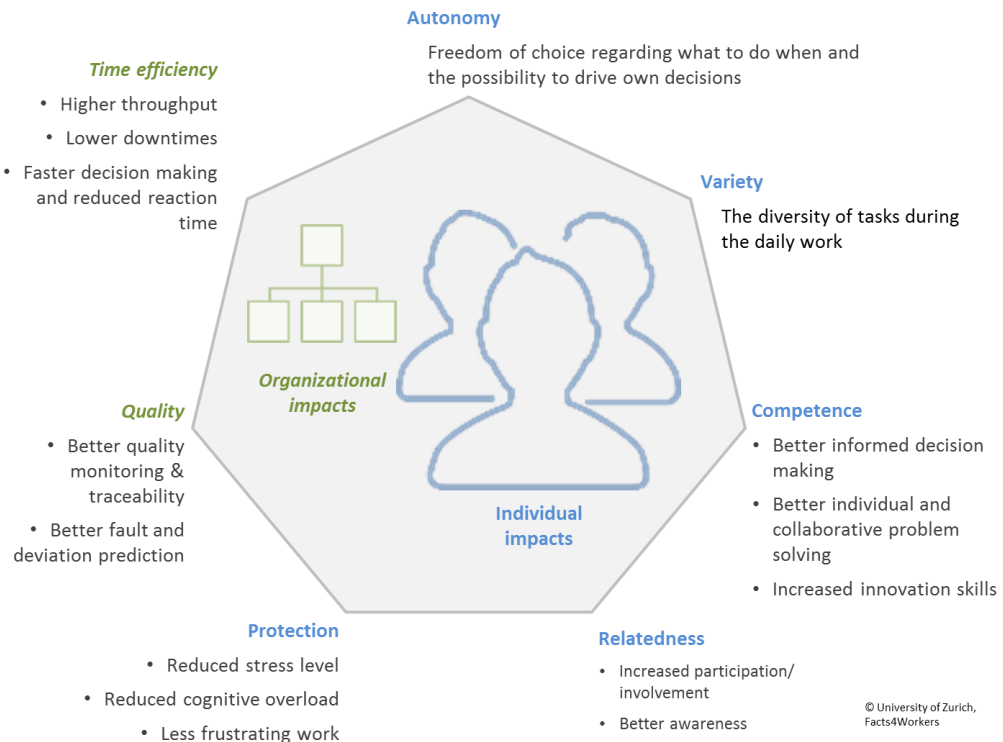 Autonomy
Freedom of choice regarding what to do when and
the possibility to drive own decisions
Time efficiency
• Higher throughput
• Lower downtimes
• Faster decision making
and reduced reaction
time
Variety
The diversity of tasks during
the daily work
Organizational
impacts
Quality
• Better quality
monitoring &
traceability
• Better fault and
deviation prediction
Competence
• Better informed decision
making
• Better individual and
collaborative problem
solving
• Increased innovation skills
Individual
impacts
Protection
• Reduced stress level
• Reduced cognitive overload
• Less frustrating work
Relatedness
• Increased participation/
involvement
• Better awareness
© University of Zurich,
Facts4Workers